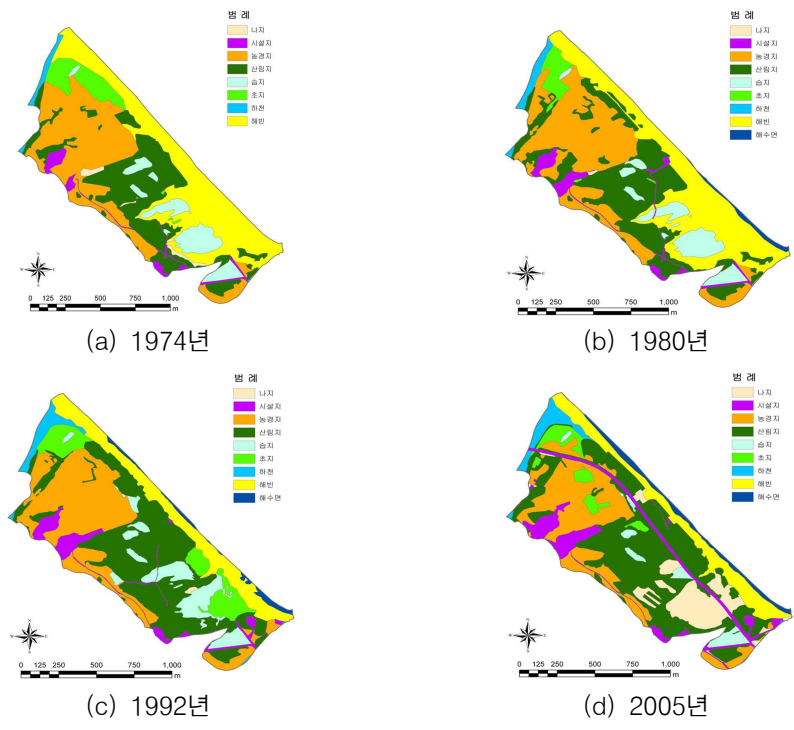 범 례
나지
시설지
농경지
산림지
습지
초지
하천
해빈
N
W E
S
0 125 250 500 750 1,000
m
(a) 1974년
범 례
나지
시설지
농경지
산림지
습지
초지
하천
해빈
해수면
N
W E
S
0 125 250 500 750 1,000
m
(b) 1980년
범 례
나지
시설지
농경지
산림지
습지
초지
하천
해빈
해수면
N
W E
S
0 125 250 500 750 1,000
m
(c) 1992년
범 례
나지
시설지
농경지
산림지
습지
초지
하천
해빈
해수면
N
W E
S
0 125 250 500 750 1,000
m
(d) 2005년